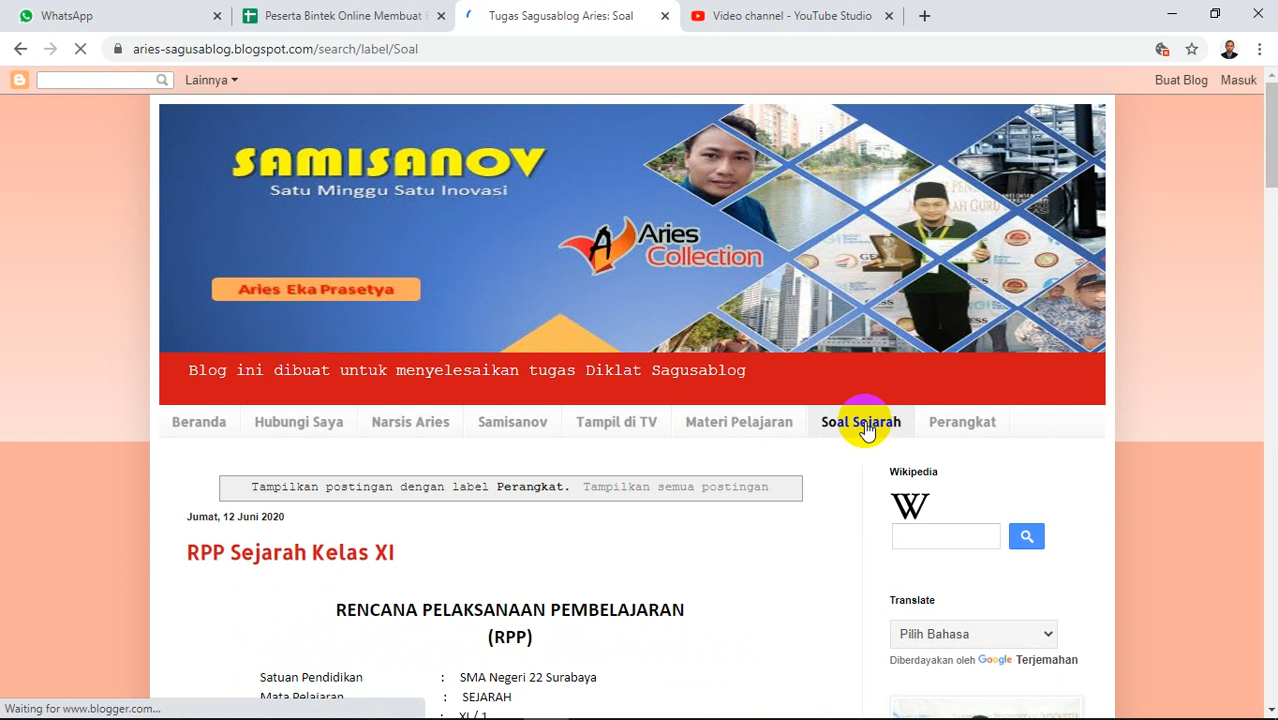 WhatsApp
Peserta Bintek Online Membuat
Tugas Sagusablog Aries: Soal
Video channel - YouTube Studio
aries-sagusablog.blogspot.com/search/label/Soal
Lainnya
Buat Blog Masuk
SAMISANOV
Satu Minggu Satu Inovasi
Aries
Collection
Aries Eka Prasetya
Blog ini dibuat untuk menyelesaikan tugas Diklat Sagusablog
Beranda
Hubungi Saya
Narsis Aries
Samisanov
Tampil di TV
Materi Pelajaran
Soal Sejarah
Perangkat
Tampilkan postingan dengan label Perangkat. Tampilkan semua postingan
Jumat, 12 Juni 2020
RPP Sejarah Kelas XI
RENCANA PELAKSANAAN PEMBELAJARAN
(RPP)
Satuan Pendidikan : SMA Negeri 22 Surabaya
Mata Pelajaran : SEJARAH
: XI / 1
Wikipedia
W
Translate
Pilih Bahasa
Diberdayakan oleh Google Terjemahan
Waiting for www.blogger.com...